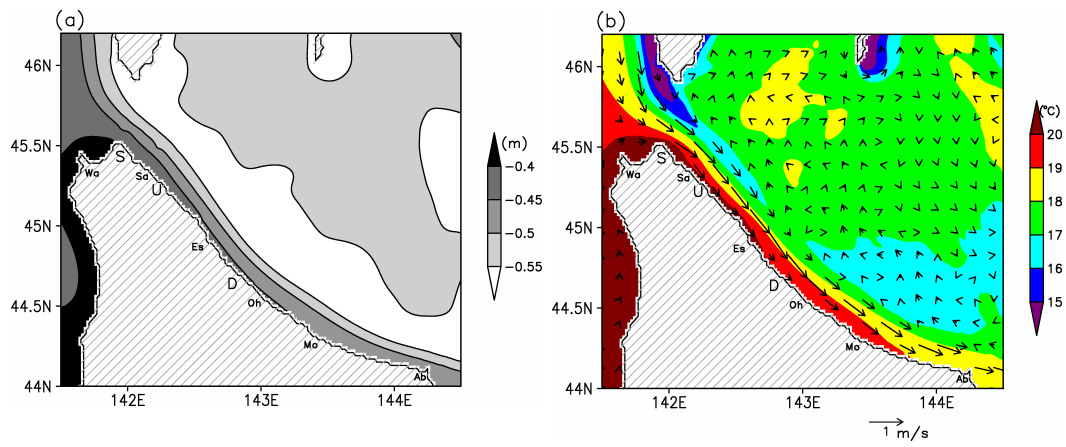 (a)
46N
45.5N
45N
44.5N
44N
142E
143E
144E
Wa
S
Sa
U
Es
D
Oh
Mo
Ab
(m)
−0.4
−0.45
−0.5
−0.55
(b)
46N
45.5N
45N
44.5N
44N
142E
143E
144E
Wa
S
Sa
U
Es
D
Oh
Mo
Ab
(℃)
20
19
18
17
16
15
1 m/s